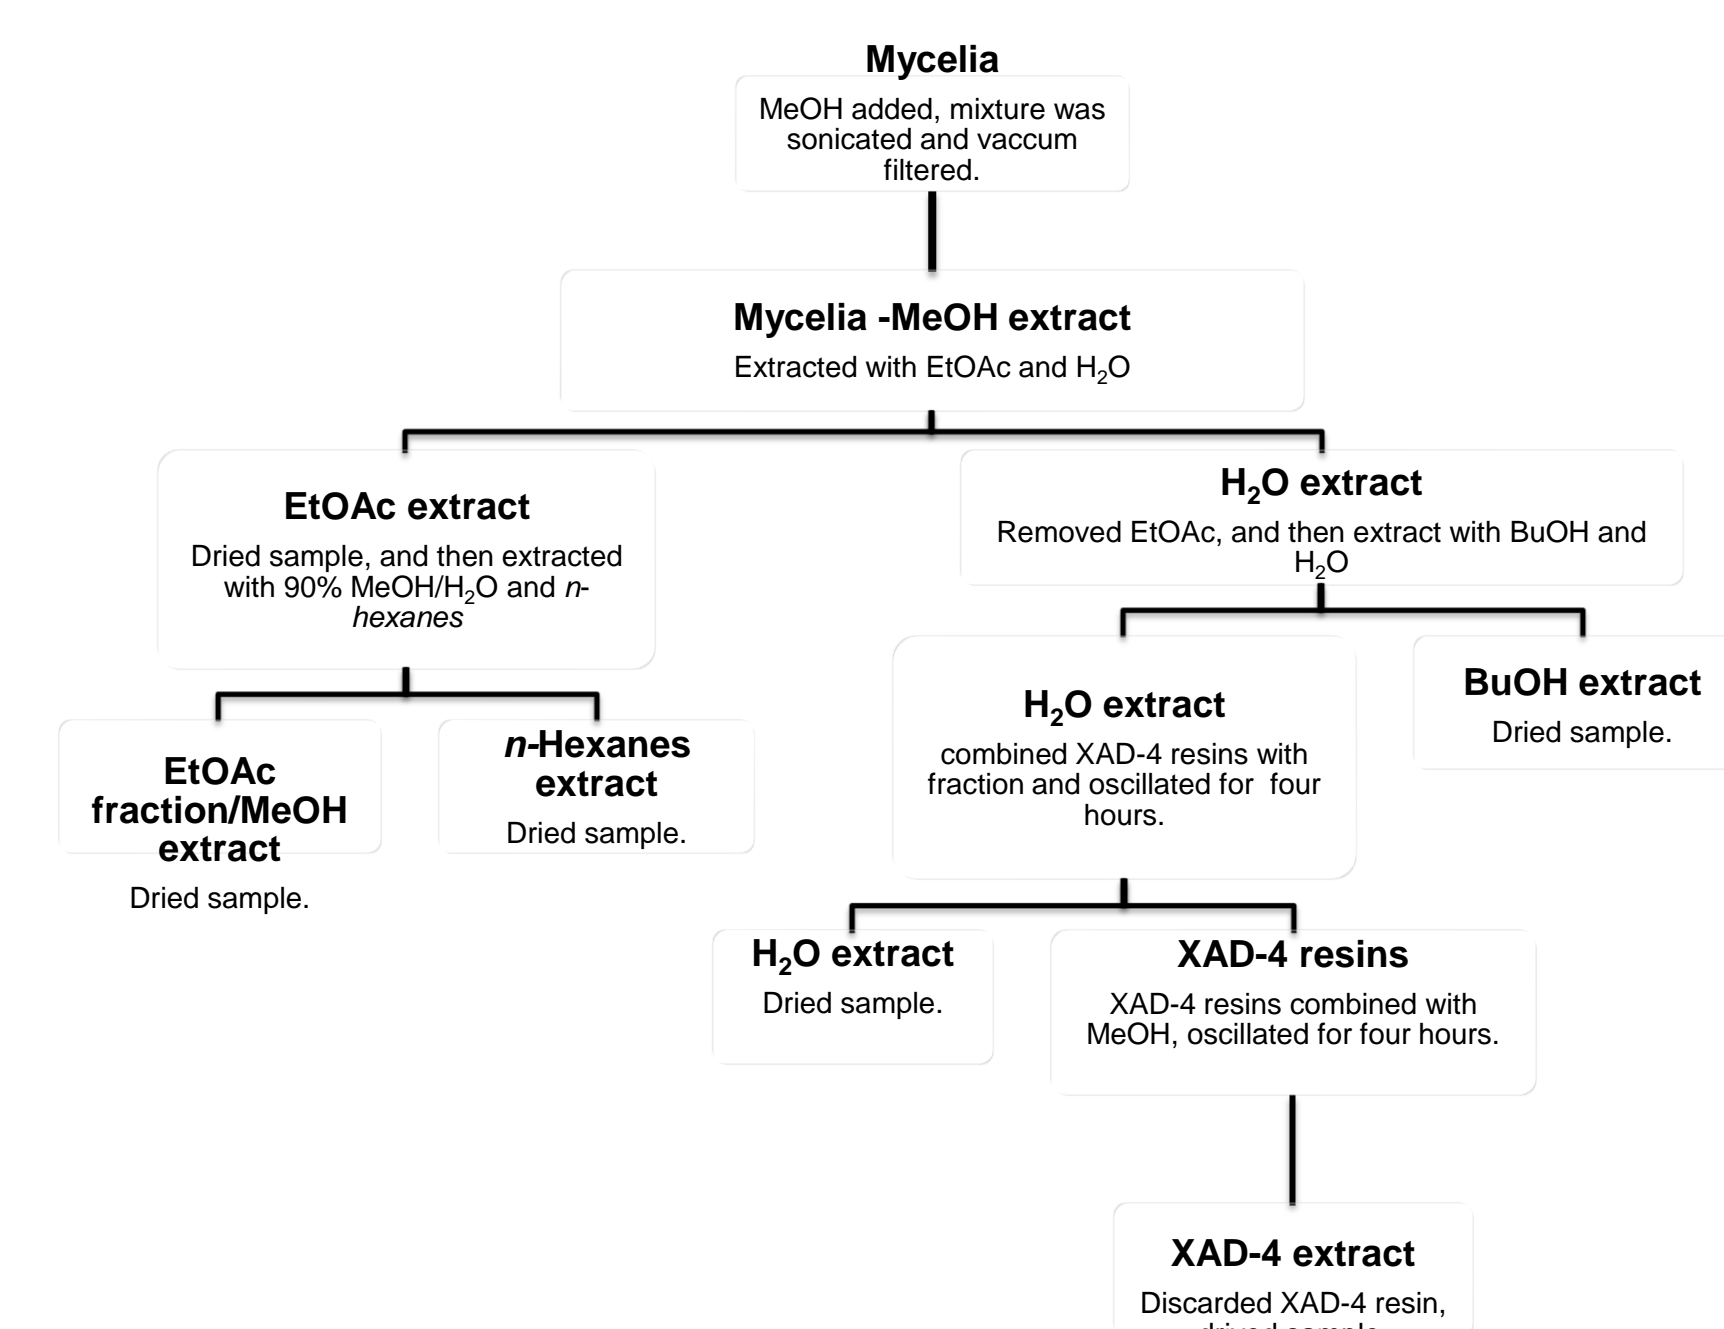 Mycelia
MeOH added, mixture was
sonicated and vaccum
filtered.
Mycelia -MeOH extract
Extracted with EtOAc and H₂O
EtOAc extract
Dried sample, and then extracted
with 90% MeOH/H₂O and n-
hexanes
H₂O extract
Removed EtOAc, and then extract with BuOH and
H₂O
EtOAc
fraction/MeOH
extract
Dried sample.
n-Hexanes
extract
Dried sample.
H₂O extract
combined XAD-4 resins with
fraction and oscillated for four
hours.
BuOH extract
Dried sample.
H₂O extract
Dried sample.
XAD-4 resins
XAD-4 resins combined with
MeOH, oscillated for four hours.
XAD-4 extract
Discarded XAD-4 resin,